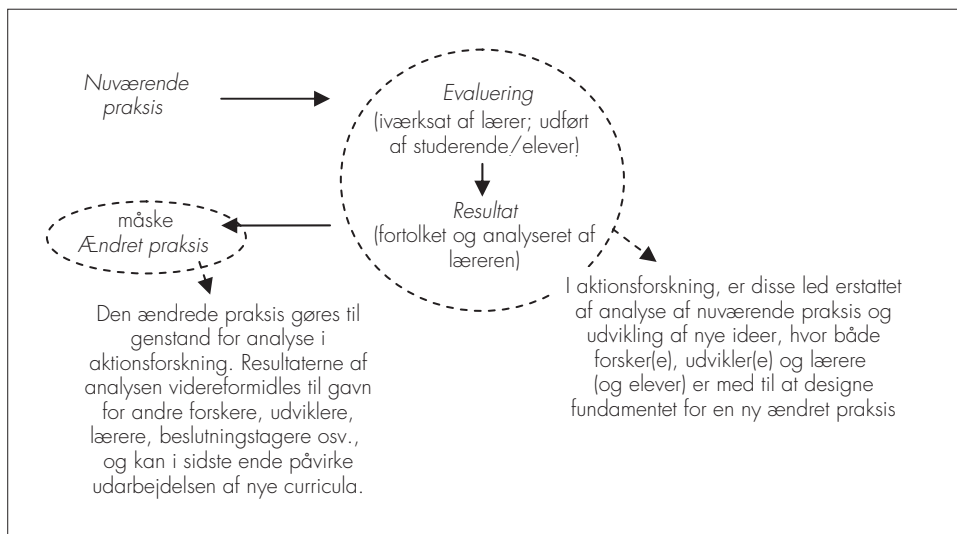 Nuværende
praksis
Evaluering
(iværksat af lærer; udført
af studerende/elever)
Resultat
(fortolket og analyseret af
læreren)
måske
Ændret praksis
Den ændrede praksis gøres til
genstand for analyse i
aktionsforskning. Resultaterne af
analysen videreformidles til gavn
for andre forskere, udviklere,
lærere, beslutningstagere osv.,
og kan i sidste ende påvirke
udarbejdelsen af nye curricula.
I aktionsforskning, er disse led erstattet
af analyse af nuværende praksis og
udvikling af nye ideer, hvor både
forsker(e), udvikler(e) og lærere
(og elever) er med til at designe
fundamentet for en ny ændret praksis